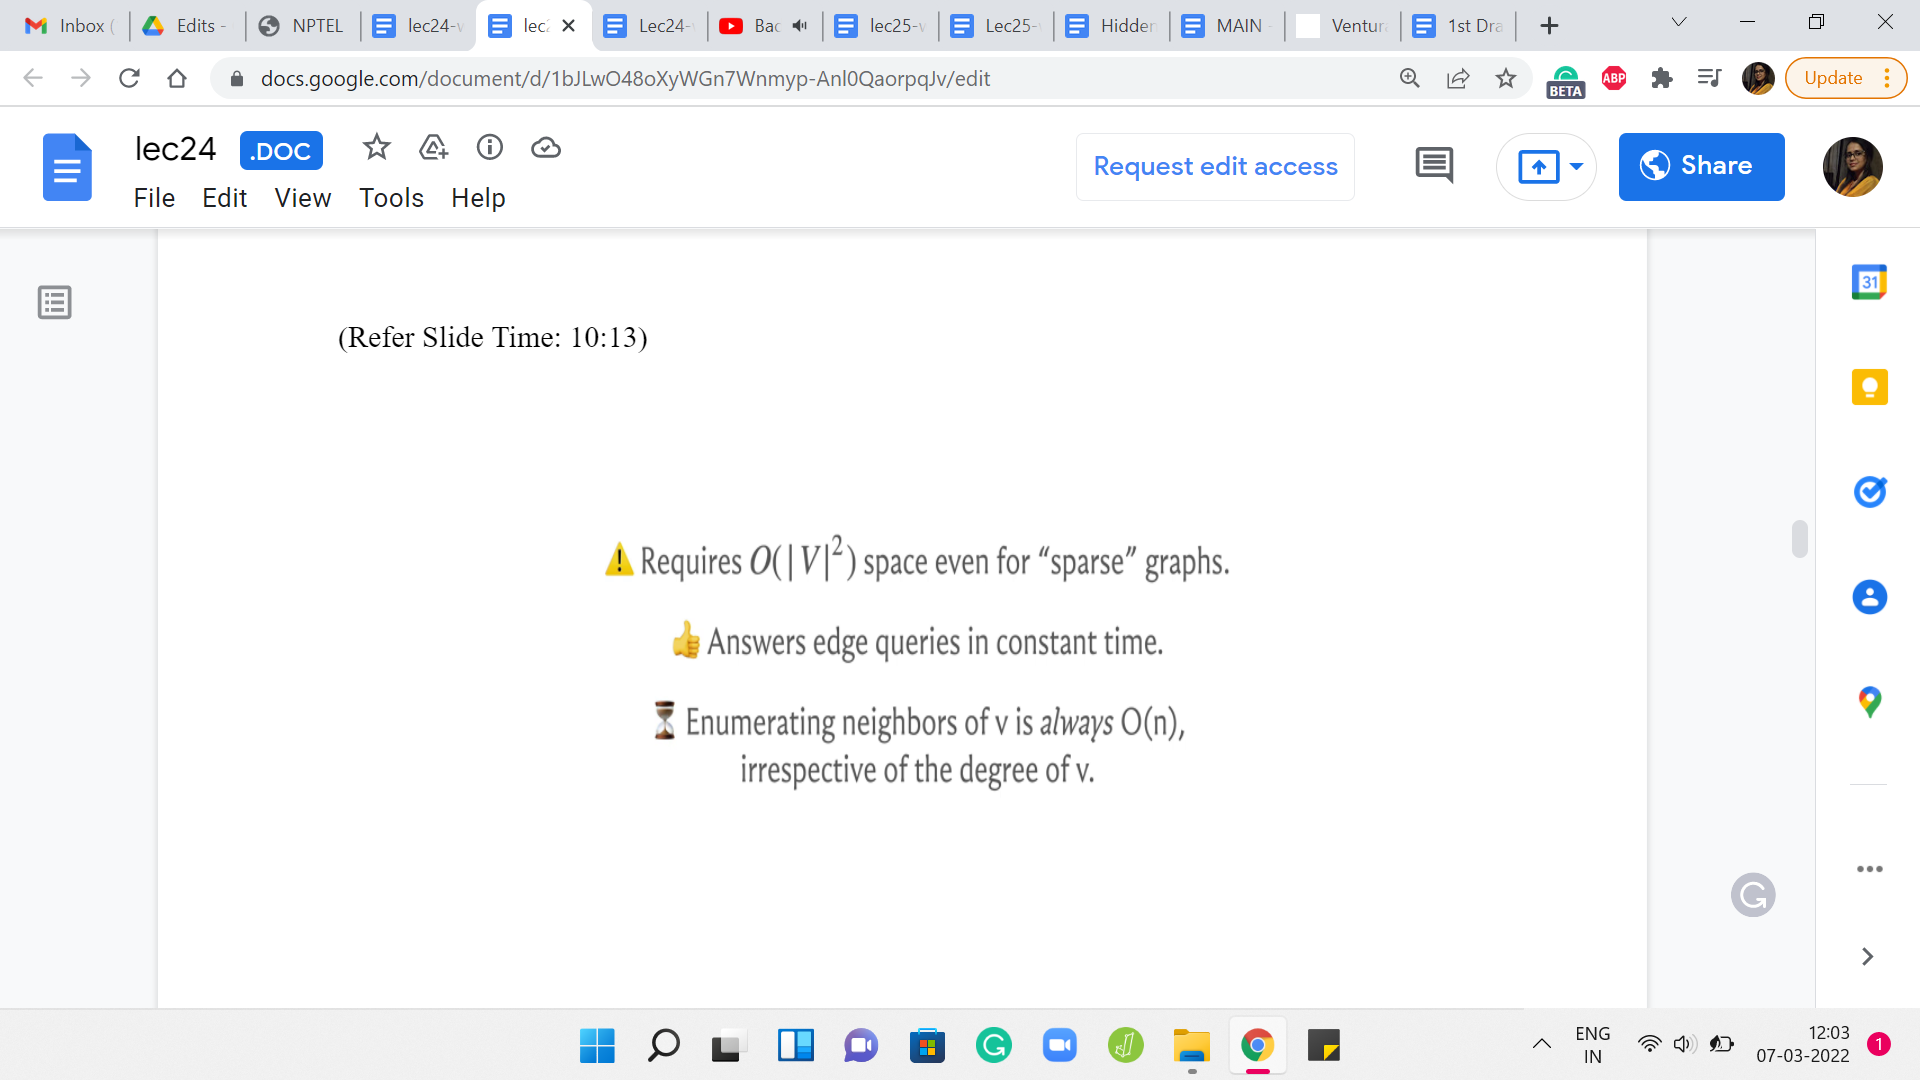 Inbox (
Edits -
NPTEL
lec24-v
lec2
Lec24-
Bac
lec25-v
Lec25-
Hidden
MAIN -
Ventura
1st Dra
docs.google.com/document/d/1bJLwO48oXyWGn7Wnmyp-Anl0QaorpqJv/edit
BETA
ABP
Update
lec24
.DOC
File Edit View Tools Help
Request edit access
Share
31
(Refer Slide Time: 10:13)
Requires O(|V|²) space even for “sparse” graphs.
Answers edge queries in constant time.
Enumerating neighbors of v is always O(n),
irrespective of the degree of v.
ENG
IN
12:03
07-03-2022
1